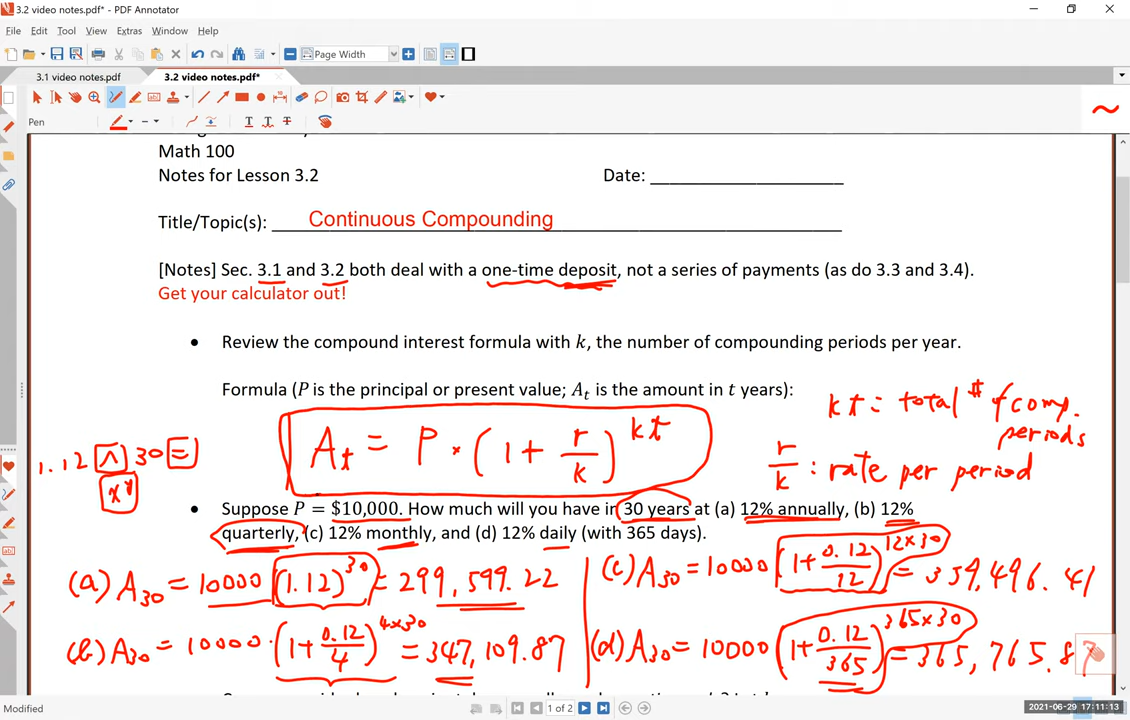 3.2 video notes.pdf* - PDF Annotator
File Edit Tool View Extras Window Help
Page Width
3.1 video notes.pdf 3.2 video notes.pdf*
Pen
Math 100
Notes for Lesson 3.2 Date: ____________________
Title/Topic(s): Continuous Compounding
[Notes] Sec. 3.1 and 3.2 both deal with a one-time deposit, not a series of payments (as do 3.3 and 3.4).
Get your calculator out!
• Review the compound interest formula with k, the number of compounding periods per year.
Formula (P is the principal or present value; A_t is the amount in t years):
kt = total # of comp. periods
A_t = P × (1 + r/k)^kt
r/k : rate per period
1.12 ^ 30 =
x^y
• Suppose P = $10,000. How much will you have in 30 years at (a) 12% annually, (b) 12%
quarterly, (c) 12% monthly, and (d) 12% daily (with 365 days).
(a) A_30 = 10000 (1.12)^30 = 299,599.22
(b) A_30 = 10000 · (1 + 0.12/4)^4×30 = 347,109.87
(c) A_30 = 10000 (1 + 0.12/12)^12×30 = 359,496.41
(d) A_30 = 10000 (1 + 0.12/365)^365×30 = 365,765.8
1 of 2
Modified
2021-06-29 17:11:13